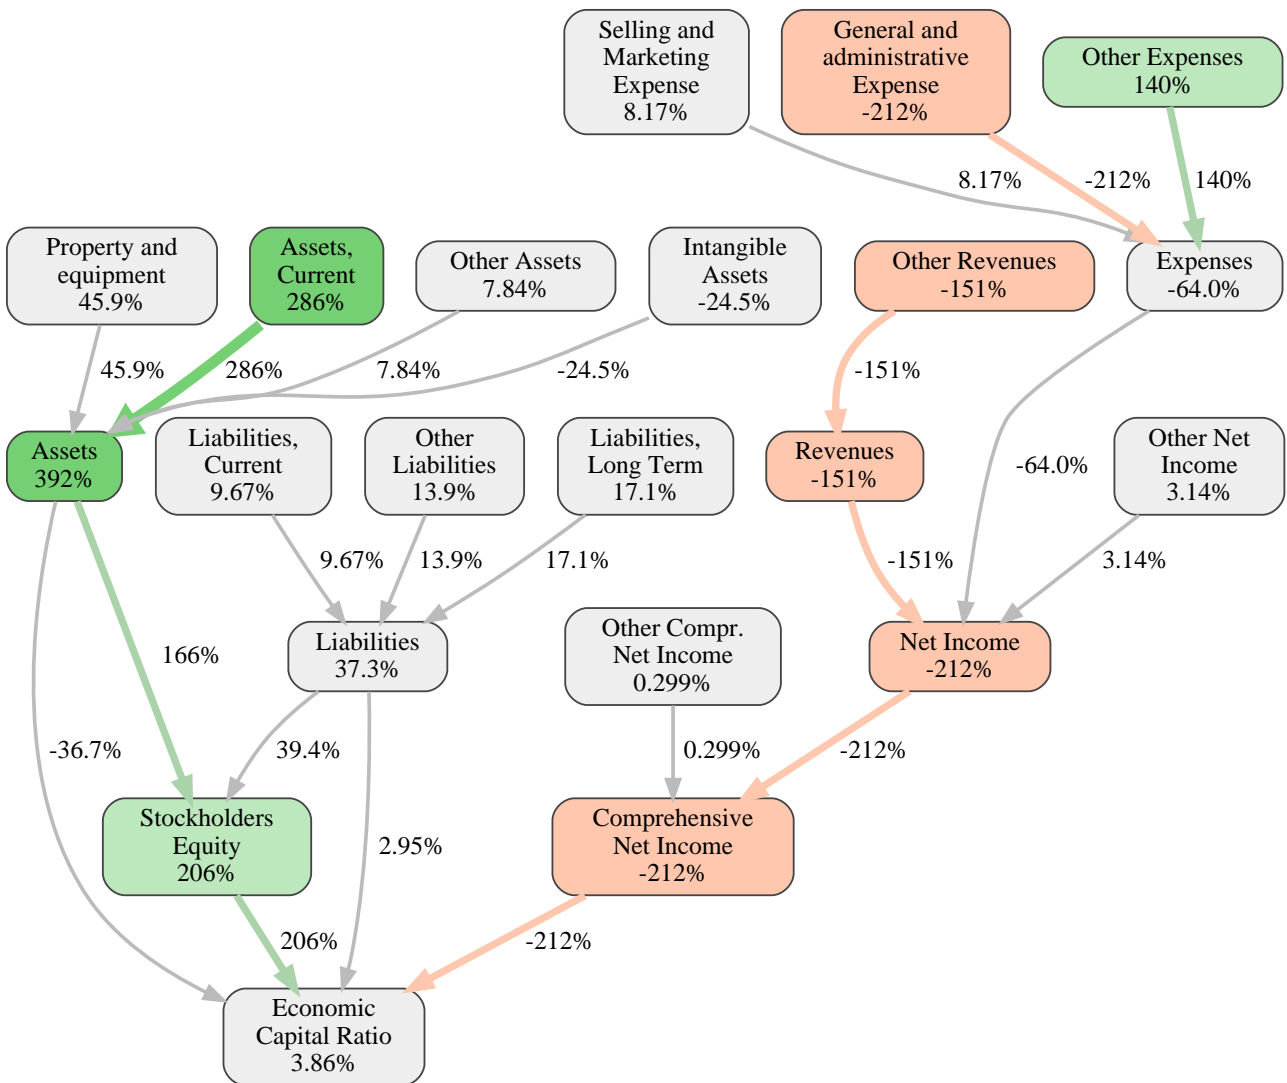 Selling and
Marketing
Expense
8.17%
General and
administrative
Expense
-212%
Other Expenses
140%
8.17%
-212%
140%
Property and
equipment
45.9%
Assets,
Current
286%
Other Assets
7.84%
Intangible
Assets
-24.5%
Other Revenues
-151%
Expenses
-64.0%
45.9%
286%
7.84%
-24.5%
-151%
Assets
392%
Liabilities,
Current
9.67%
Other
Liabilities
13.9%
Liabilities,
Long Term
17.1%
Revenues
-151%
-64.0%
Other Net
Income
3.14%
9.67%
13.9%
17.1%
-151%
3.14%
166%
Liabilities
37.3%
Other Compr.
Net Income
0.299%
Net Income
-212%
-36.7%
39.4%
0.299%
-212%
Stockholders
Equity
206%
2.95%
Comprehensive
Net Income
-212%
206%
-212%
Economic
Capital Ratio
3.86%